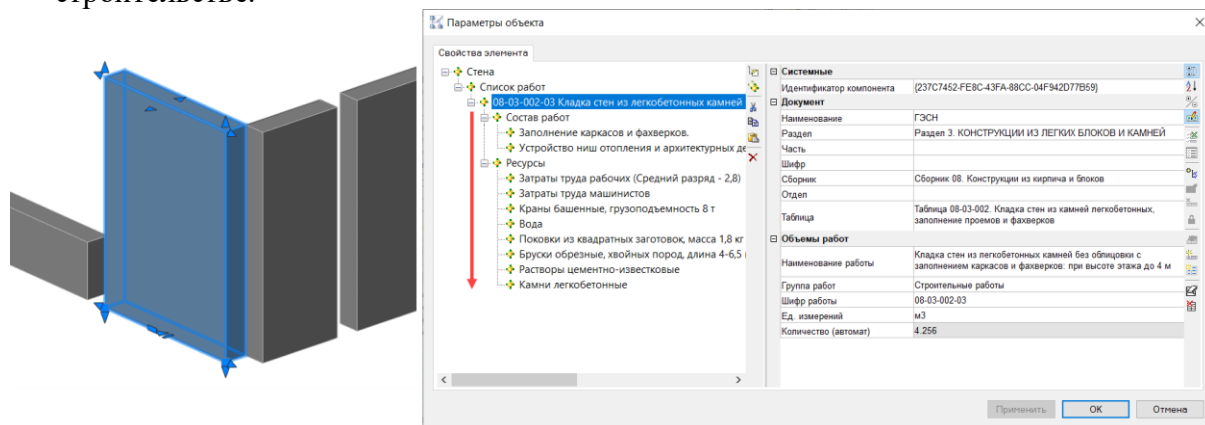 строительстве.
Параметры объекта
Свойства элемента
Стена
Список работ
08-03-002-03 Кладка стен из легкобетонных камней
Состав работ
Заполнение каркасов и фахверков.
Устройство ниш отопления и архитектурных де
Ресурсы
Затраты труда рабочих (Средний разряд - 2,8)
Затраты труда машинистов
Краны башенные, грузоподъемность 8 т
Вода
Поковки из квадратных заготовок, масса 1,8 кг
Бруски обрезные, хвойных пород, длина 4-6,5
Растворы цементно-известковые
Камни легкобетонные
Системные
Идентификатор компонента {237C7452-FE8C-43FA-88CC-04F942D77B59}
Документ
Наименование ГЭСН
Раздел Раздел 3. КОНСТРУКЦИИ ИЗ ЛЕГКИХ БЛОКОВ И КАМНЕЙ
Часть
Шифр
Сборник Сборник 08. Конструкции из кирпича и блоков
Отдел
Таблица Таблица 08-03-002. Кладка стен из камней легкобетонных,
заполнение проемов и фахверков
Объемы работ
Наименование работы Кладка стен из легкобетонных камней без облицовки с
заполнением каркасов и фахверков: при высоте этажа до 4 м
Группа работ Строительные работы
Шифр работы 08-03-002-03
Ед. измерений м3
Количество (автомат) 4.256
Применить ОК Отмена